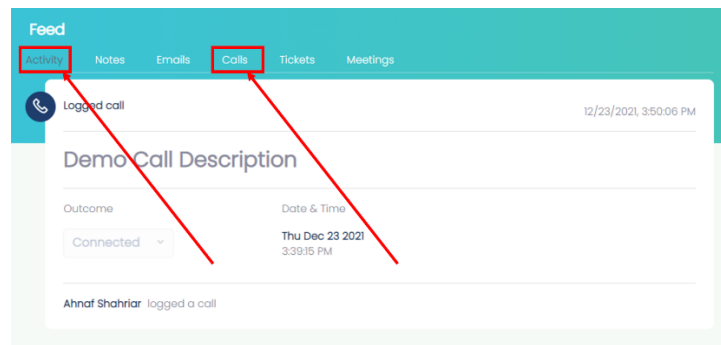 Feed
Activity Notes Emails Calls Tickets Meetings
Logged call 12/23/2021, 3:50:06 PM
Demo Call Description
Outcome Date & Time
Connected Thu Dec 23 2021
3:39:15 PM
Ahnaf Shahriar logged a call